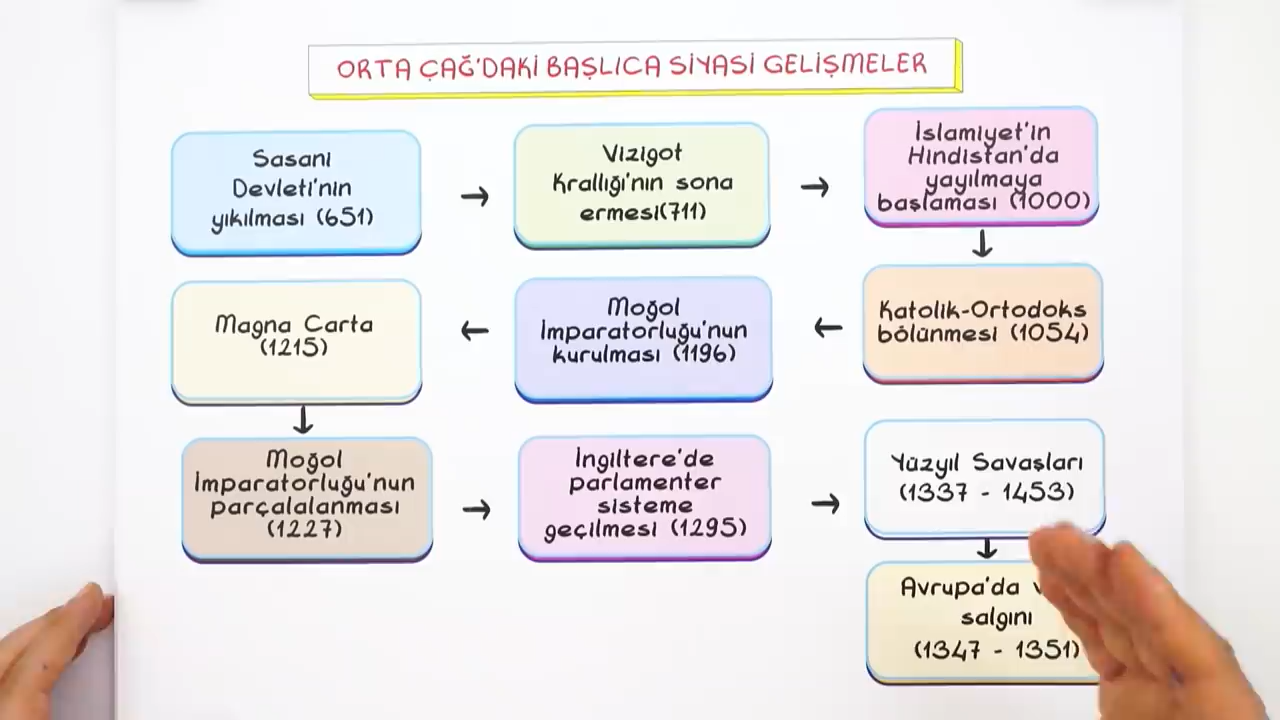 ORTA ÇAĞ'DAKİ BAŞLICA SİYASİ GELİŞMELER
Sasani
Devleti'nin
yıkılması (651)
→
Vizigot
Krallığı'nın sona
ermesi(711)
→
İslamiyet'in
Hindistan'da
yayılmaya
başlaması (1000)
↓
Katolik-Ortodoks
bölünmesi (1054)
←
Moğol
İmparatorluğu'nun
kurulması (1196)
←
Magna Carta
(1215)
↓
Moğol
İmparatorluğu'nun
parçalalanması
(1227)
→
İngiltere'de
parlamenter
sisteme
geçilmesi (1295)
→
Yüzyıl Savaşları
(1337 - 1453)
↓
Avrupa'da
salgını
(1347 - 1351)